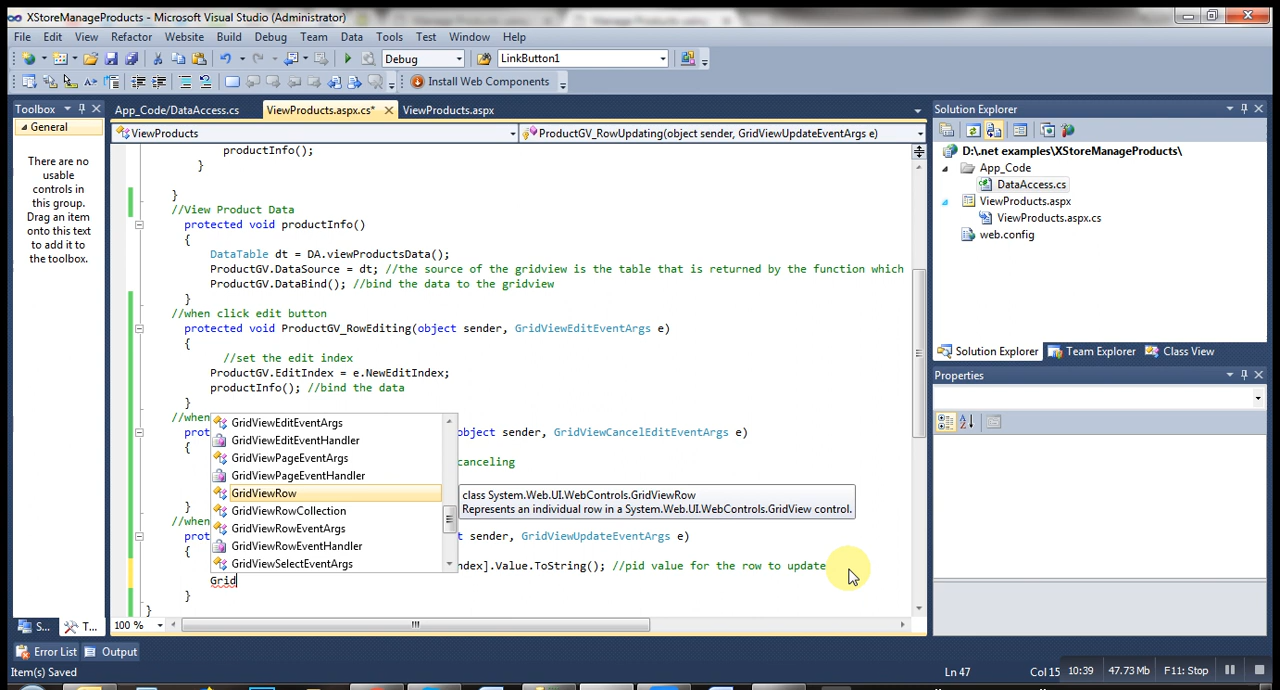 XStoreManageProducts - Microsoft Visual Studio (Administrator)
File Edit View Refactor Website Build Debug Team Data Tools Test Window Help
Debug LinkButton1
Install Web Components
Toolbox App_Code/DataAccess.cs ViewProducts.aspx.cs* ViewProducts.aspx Solution Explorer
General
There are no
usable
controls in
this group.
Drag an item
onto this text
to add it to
the toolbox.
ViewProducts ProductGV_RowUpdating(object sender, GridViewUpdateEventArgs e)
productInfo();
}
}
//View Product Data
protected void productInfo()
{
DataTable dt = DA.viewProductsData();
ProductGV.DataSource = dt; //the source of the gridview is the table that is returned by the function which
ProductGV.DataBind(); //bind the data to the gridview
}
//when click edit button
protected void ProductGV_RowEditing(object sender, GridViewEditEventArgs e)
{
//set the edit index
ProductGV.EditIndex = e.NewEditIndex;
productInfo(); //bind the data
}
//when
prot object sender, GridViewCancelEditEventArgs e)
{
canceling
}
//when
prot t sender, GridViewUpdateEventArgs e)
{
ndex].Value.ToString(); //pid value for the row to update
Grid
}
}
GridViewEditEventArgs
GridViewEditEventHandler
GridViewPageEventArgs
GridViewPageEventHandler
GridViewRow
GridViewRowCollection
GridViewRowEventArgs
GridViewRowEventHandler
GridViewSelectEventArgs
class System.Web.UI.WebControls.GridViewRow
Represents an individual row in a System.Web.UI.WebControls.GridView control.
D:\.net examples\XStoreManageProducts\
App_Code
DataAccess.cs
ViewProducts.aspx
ViewProducts.aspx.cs
web.config
Solution Explorer Team Explorer Class View
Properties
S... T... 100 %
Error List Output
Item(s) Saved Ln 47 Col 15 10:39 47.73 Mb F11: Stop